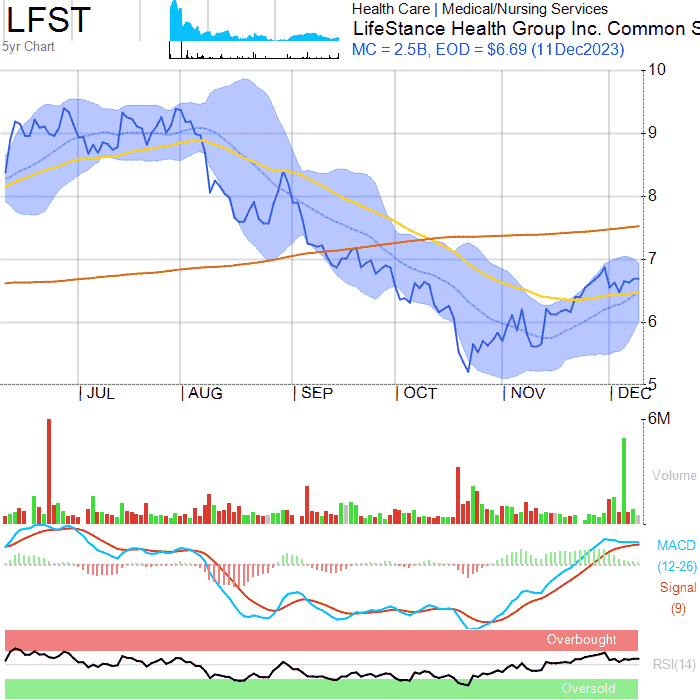 LFST
5yr Chart
Health Care | Medical/Nursing Services
LifeStance Health Group Inc. Common S
MC = 2.5B, EOD = $6.69 (11Dec2023)
10
9
8
7
6
5
JUL AUG SEP OCT NOV DEC
6M
Volume
MACD
(12-26)
Signal
(9)
Overbought
RSI(14)
Oversold